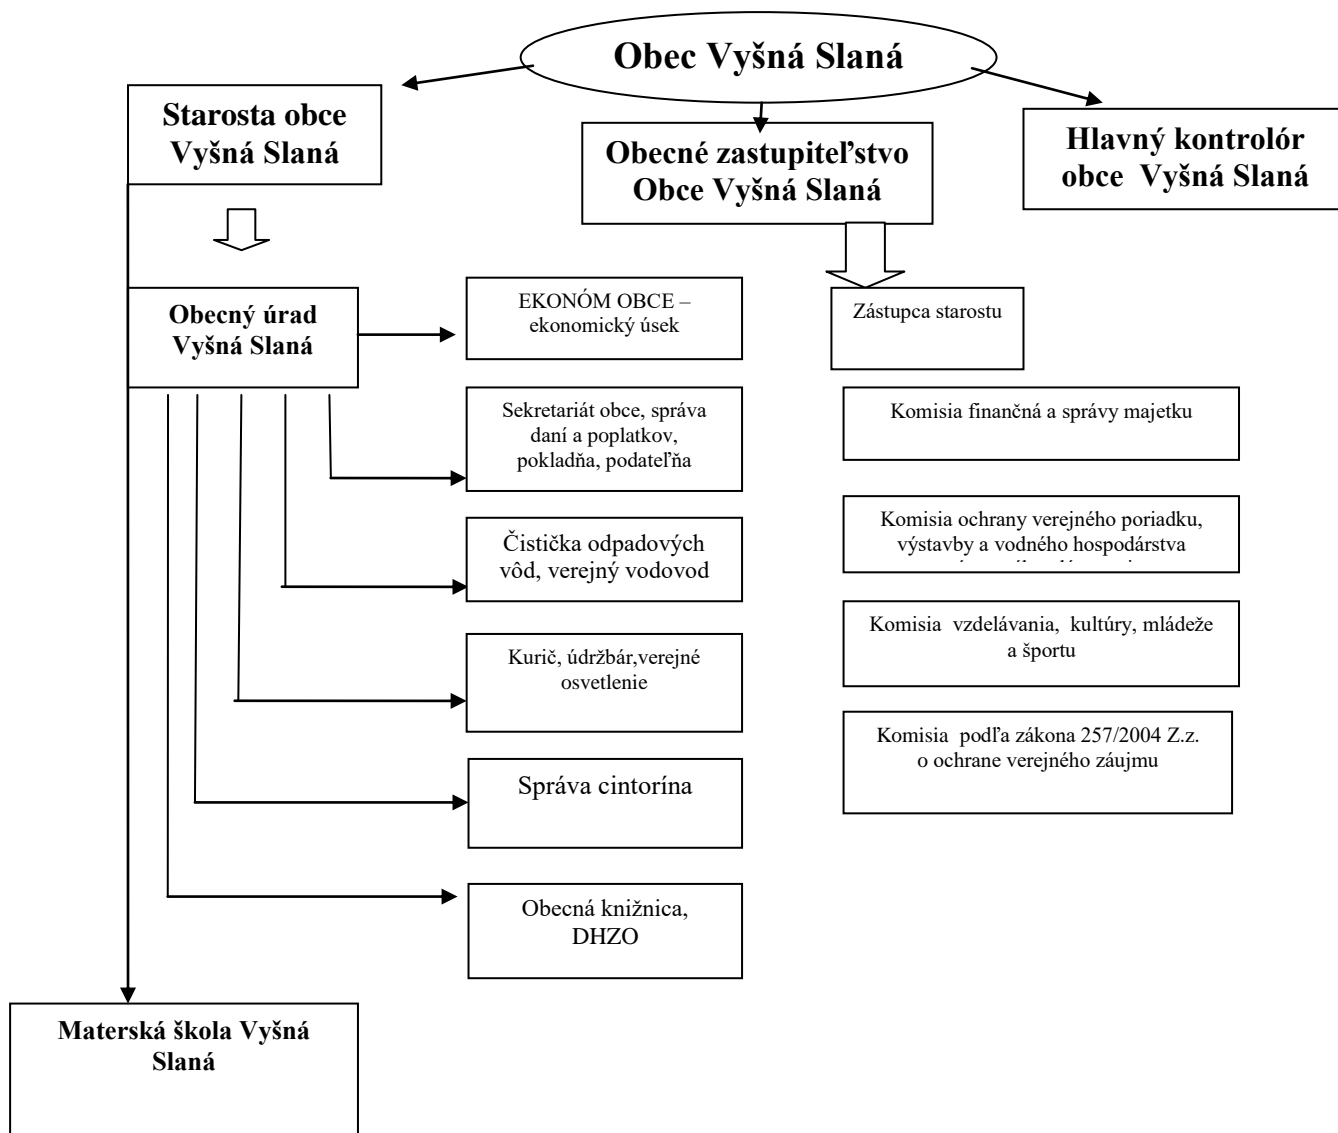 Obec Vyšná Slaná
Starosta obce
Vyšná Slaná
Obecné zastupiteľstvo
Obce Vyšná Slaná
Hlavný kontrolór
obce  Vyšná Slaná
Obecný úrad
Vyšná Slaná
EKONÓM OBCE –
ekonomický úsek
Zástupca starostu
Sekretariát obce, správa
daní a poplatkov,
pokladňa, podateľňa
Komisia finančná a správy majetku
Čistička odpadových
vôd, verejný vodovod
Komisia ochrany verejného poriadku,
výstavby a vodného hospodárstva
Kurič, údržbár,verejné
osvetlenie
Komisia  vzdelávania,  kultúry, mládeže
a športu
Správa cintorína
Komisia  podľa zákona 257/2004 Z.z.
o ochrane verejného záujmu
Obecná knižnica,
DHZO
Materská škola Vyšná
Slaná